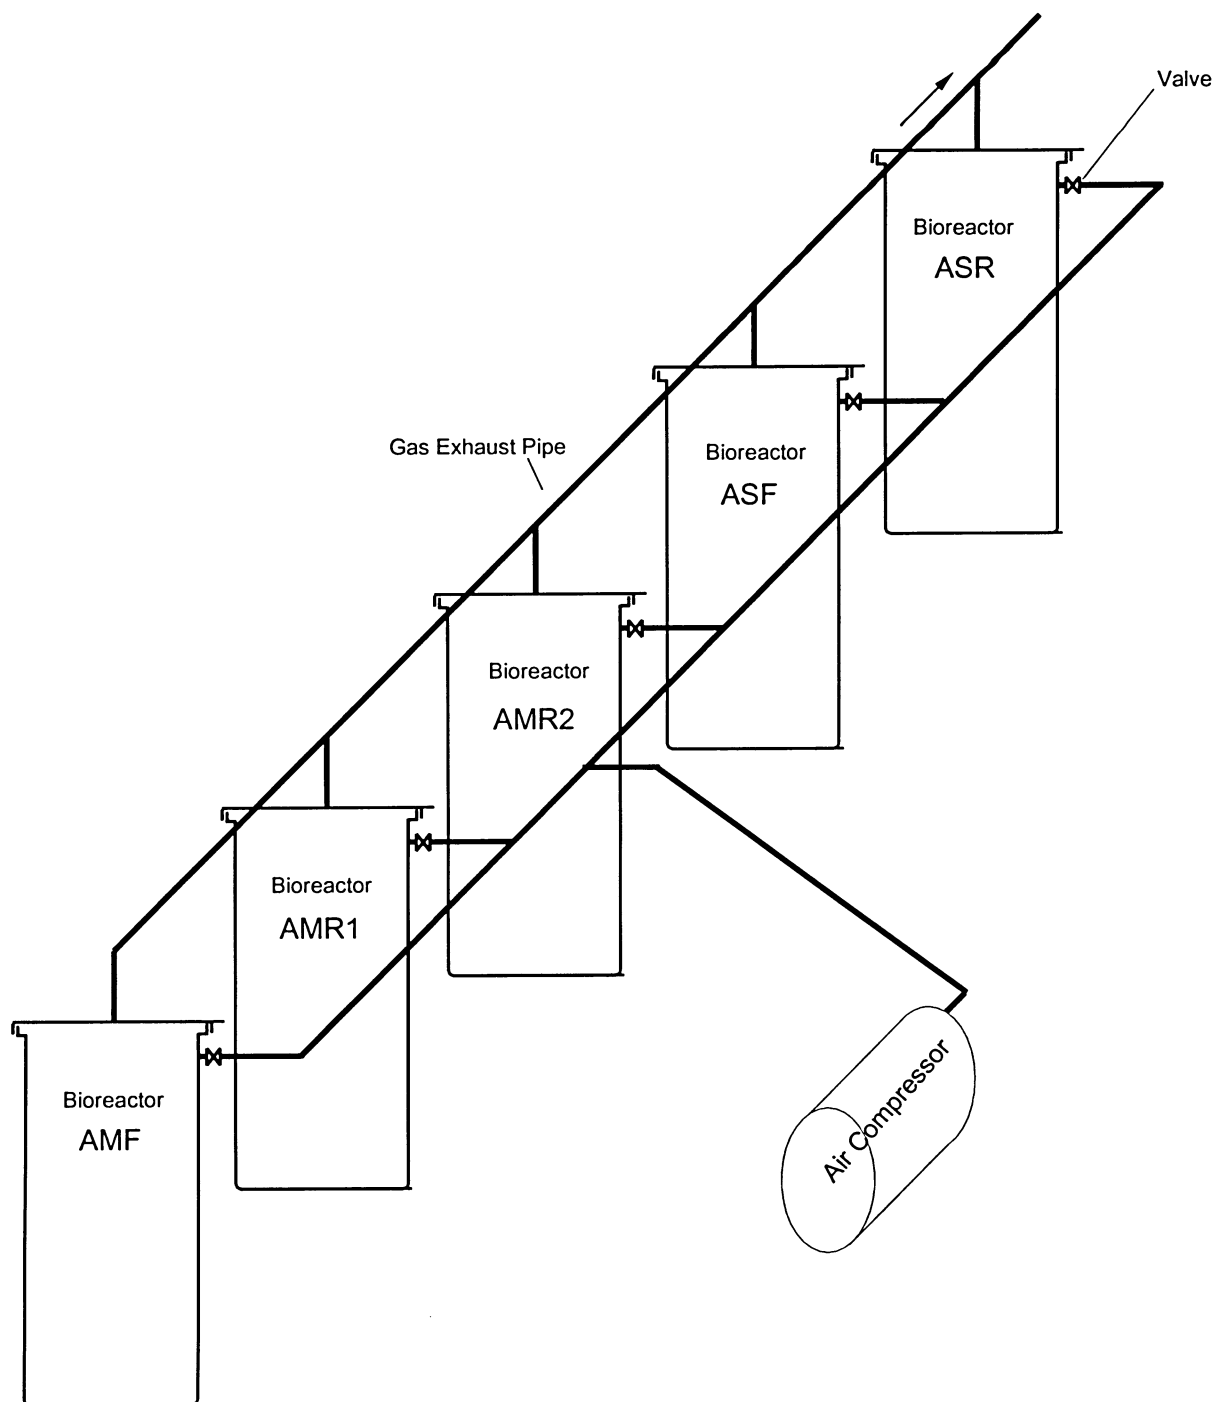 Valve
Bioreactor
ASR
Gas Exhaust Pipe
Bioreactor
ASF
Bioreactor
AMR2
Bioreactor
AMR1
Air Compressor
Bioreactor
AMF